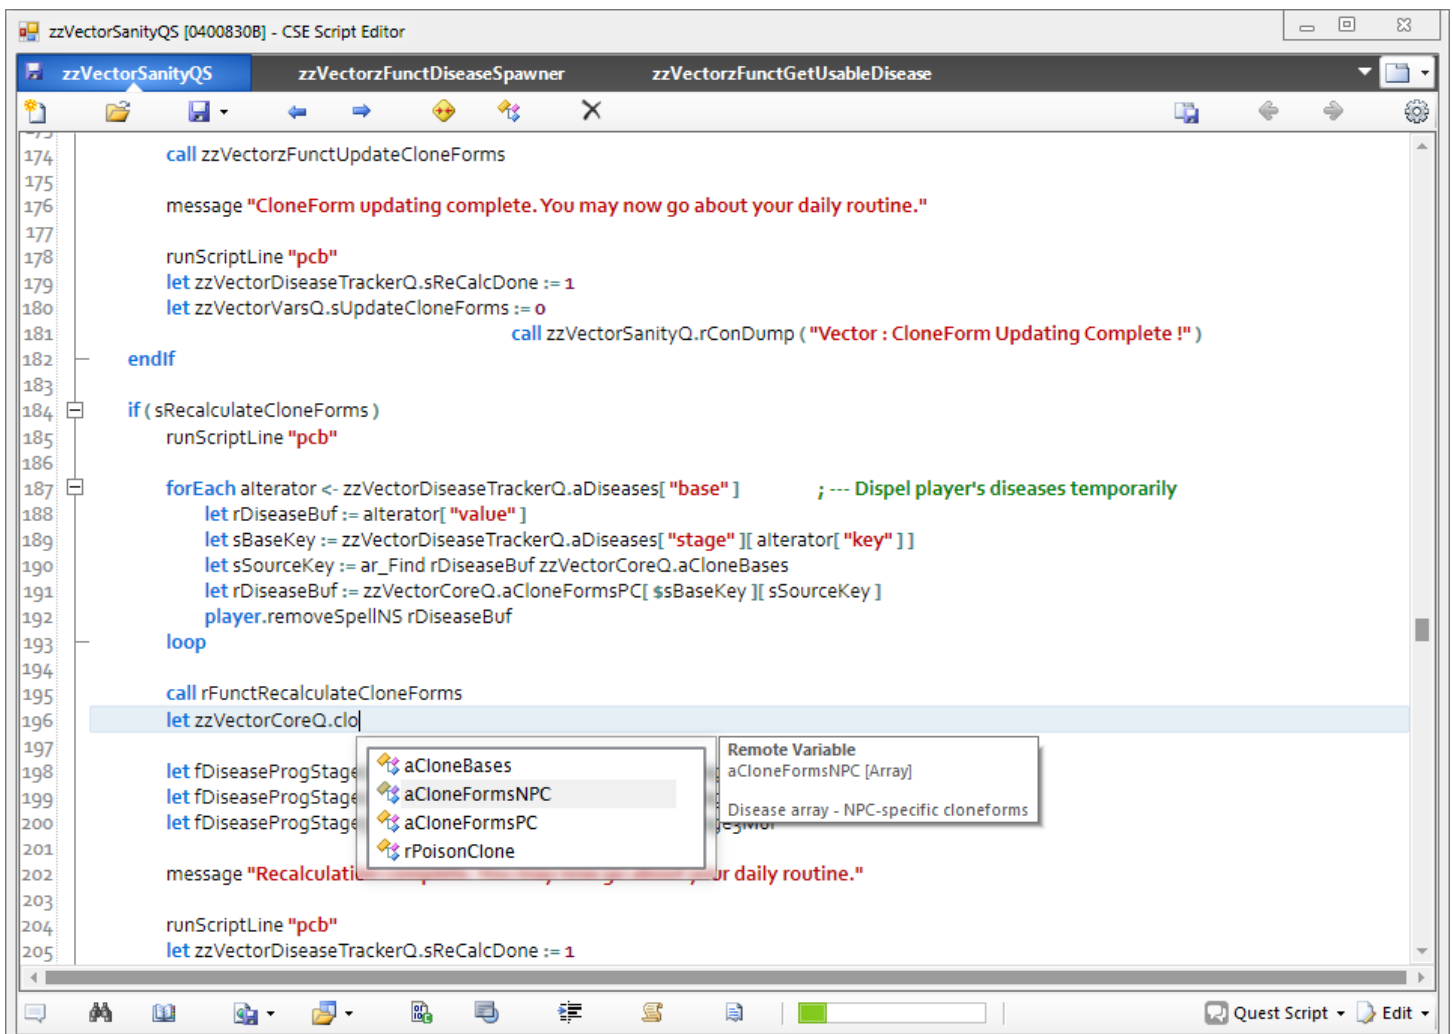 zzVectorSanityQS [0400830B] - CSE Script Editor
zzVectorSanityQS zzVectorzFunctDiseaseSpawner zzVectorzFunctGetUsableDisease
174 call zzVectorzFunctUpdateCloneForms
175
176 message "CloneForm updating complete. You may now go about your daily routine."
177
178 runScriptLine "pcb"
179 let zzVectorDiseaseTrackerQ.sReCalcDone := 1
180 let zzVectorVarsQ.sUpdateCloneForms := 0
181 call zzVectorSanityQ.rConDump ( "Vector : CloneForm Updating Complete !" )
182 endIf
183
184 if ( sRecalculateCloneForms )
185 runScriptLine "pcb"
186
187 forEach aIterator <- zzVectorDiseaseTrackerQ.aDiseases[ "base" ] ; --- Dispel player's diseases temporarily
188 let rDiseaseBuf := aIterator[ "value" ]
189 let sBaseKey := zzVectorDiseaseTrackerQ.aDiseases[ "stage" ][ aIterator[ "key" ] ]
190 let sSourceKey := ar_Find rDiseaseBuf zzVectorCoreQ.aCloneBases
191 let rDiseaseBuf := zzVectorCoreQ.aCloneFormsPC[ $sBaseKey ][ sSourceKey ]
192 player.removeSpellNS rDiseaseBuf
193 loop
194
195 call rFunctRecalculateCloneForms
196 let zzVectorCoreQ.clo
197
198 let fDiseaseProgStage
199 let fDiseaseProgStage
200 let fDiseaseProgStage
aCloneBases
aCloneFormsNPC
aCloneFormsPC
rPoisonClone
Remote Variable
aCloneFormsNPC [Array]
Disease array - NPC-specific cloneforms
201
202 message "Recalculati ur daily routine."
203
204 runScriptLine "pcb"
205 let zzVectorDiseaseTrackerQ.sReCalcDone := 1
Quest Script Edit